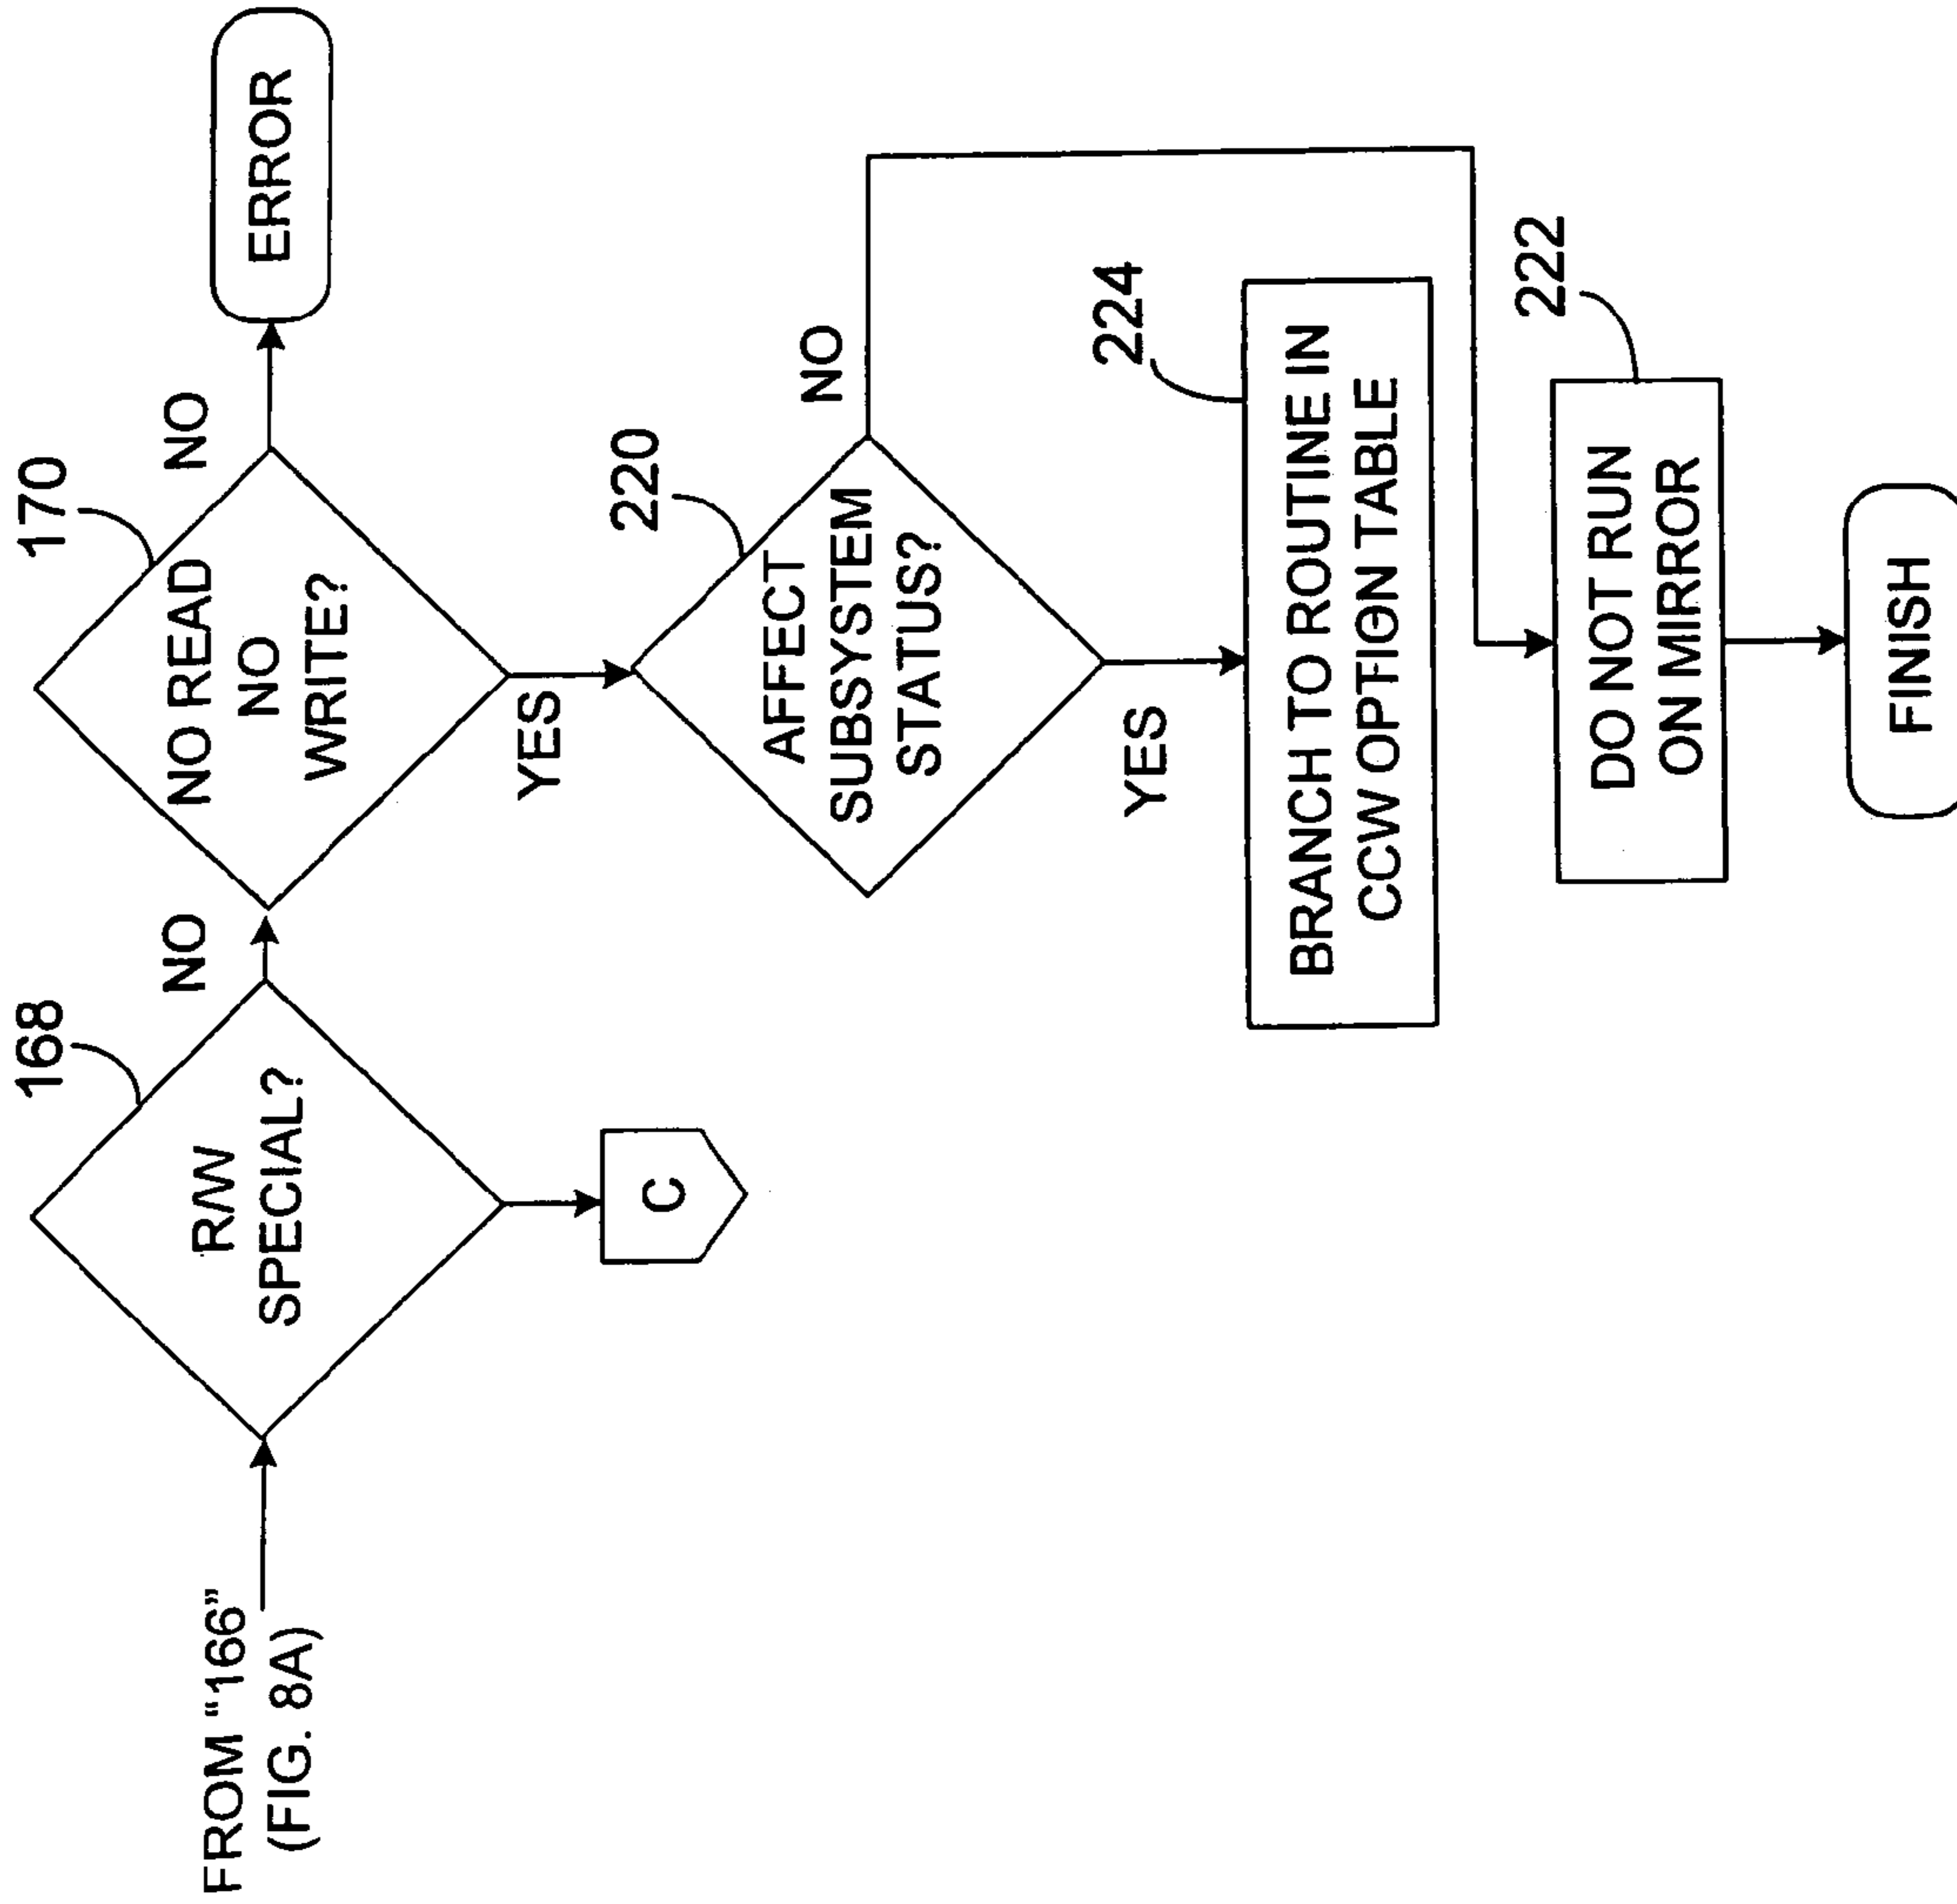 FROM “166”
(FIG. 8A)
168
R/W
SPECIAL?
NO
C
170
NO READ
NO
WRITE?
NO
ERROR
YES
220
AFFECT
SUBSYSTEM
STATUS?
NO
YES
224
BRANCH TO ROUTINE IN
CCW OPTION TABLE
222
DO NOT RUN
ON MIRROR
FINISH